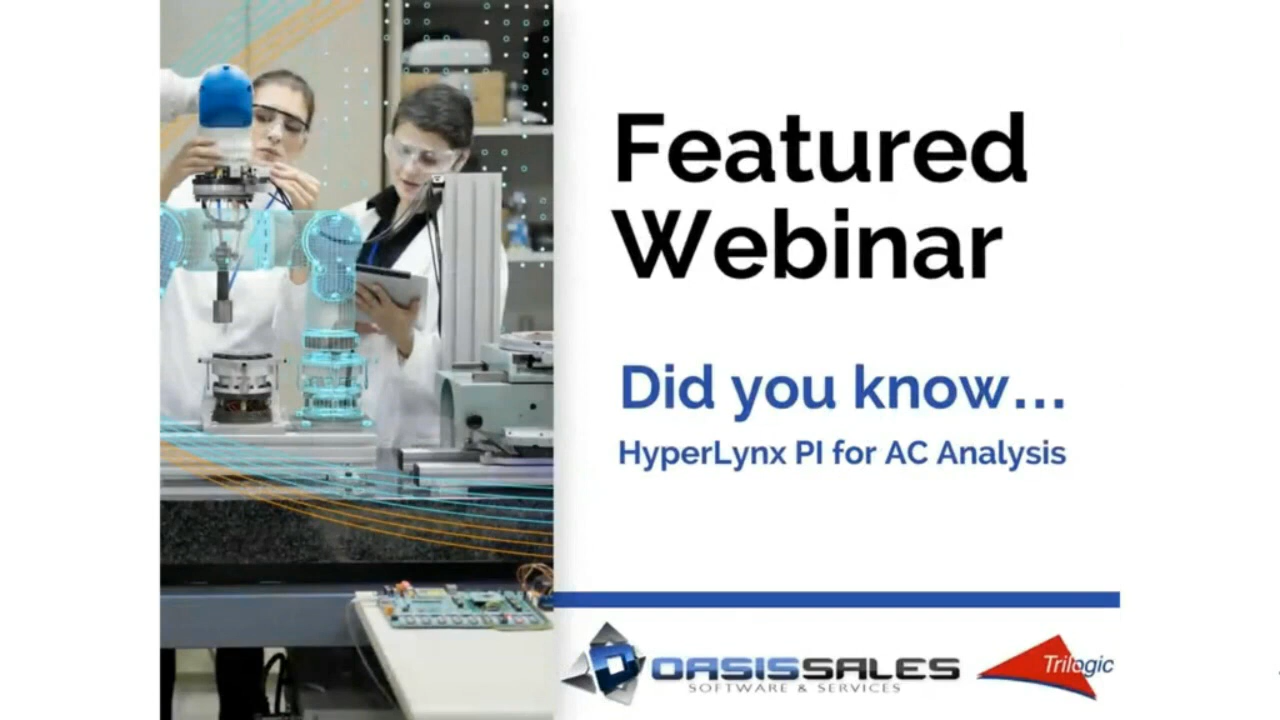 Featured
Webinar
Did you know...
HyperLynx PI for AC Analysis
OASISSALES
SOFTWARE & SERVICES
Trilogic